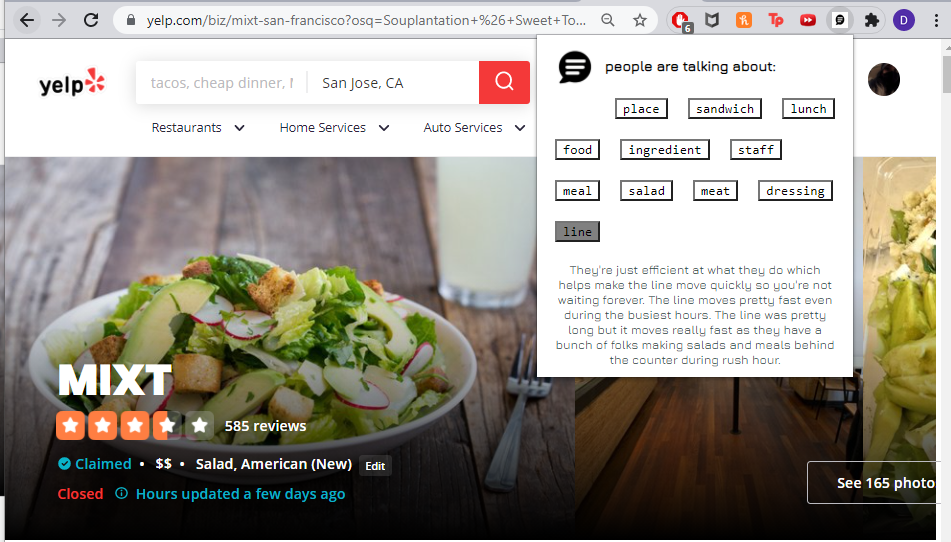 yelp.com/biz/mixt-san-francisco?osq=Souplantation+%26+Sweet+To...
6
D
people are talking about:
yelp
tacos, cheap dinner, M
San Jose, CA
place
sandwich
lunch
Restaurants
Home Services
Auto Services
food
ingredient
staff
meal
salad
meat
dressing
line
They're just efficient at what they do which
helps make the line move quickly so you're not
waiting forever. The line moves pretty fast even
during the busiest hours. The line was pretty
long but it moves really fast as they have a
bunch of folks making salads and meals behind
the counter during rush hour.
MIXT
585 reviews
Claimed • $$ • Salad, American (New) Edit
Closed Hours updated a few days ago
See 165 photo